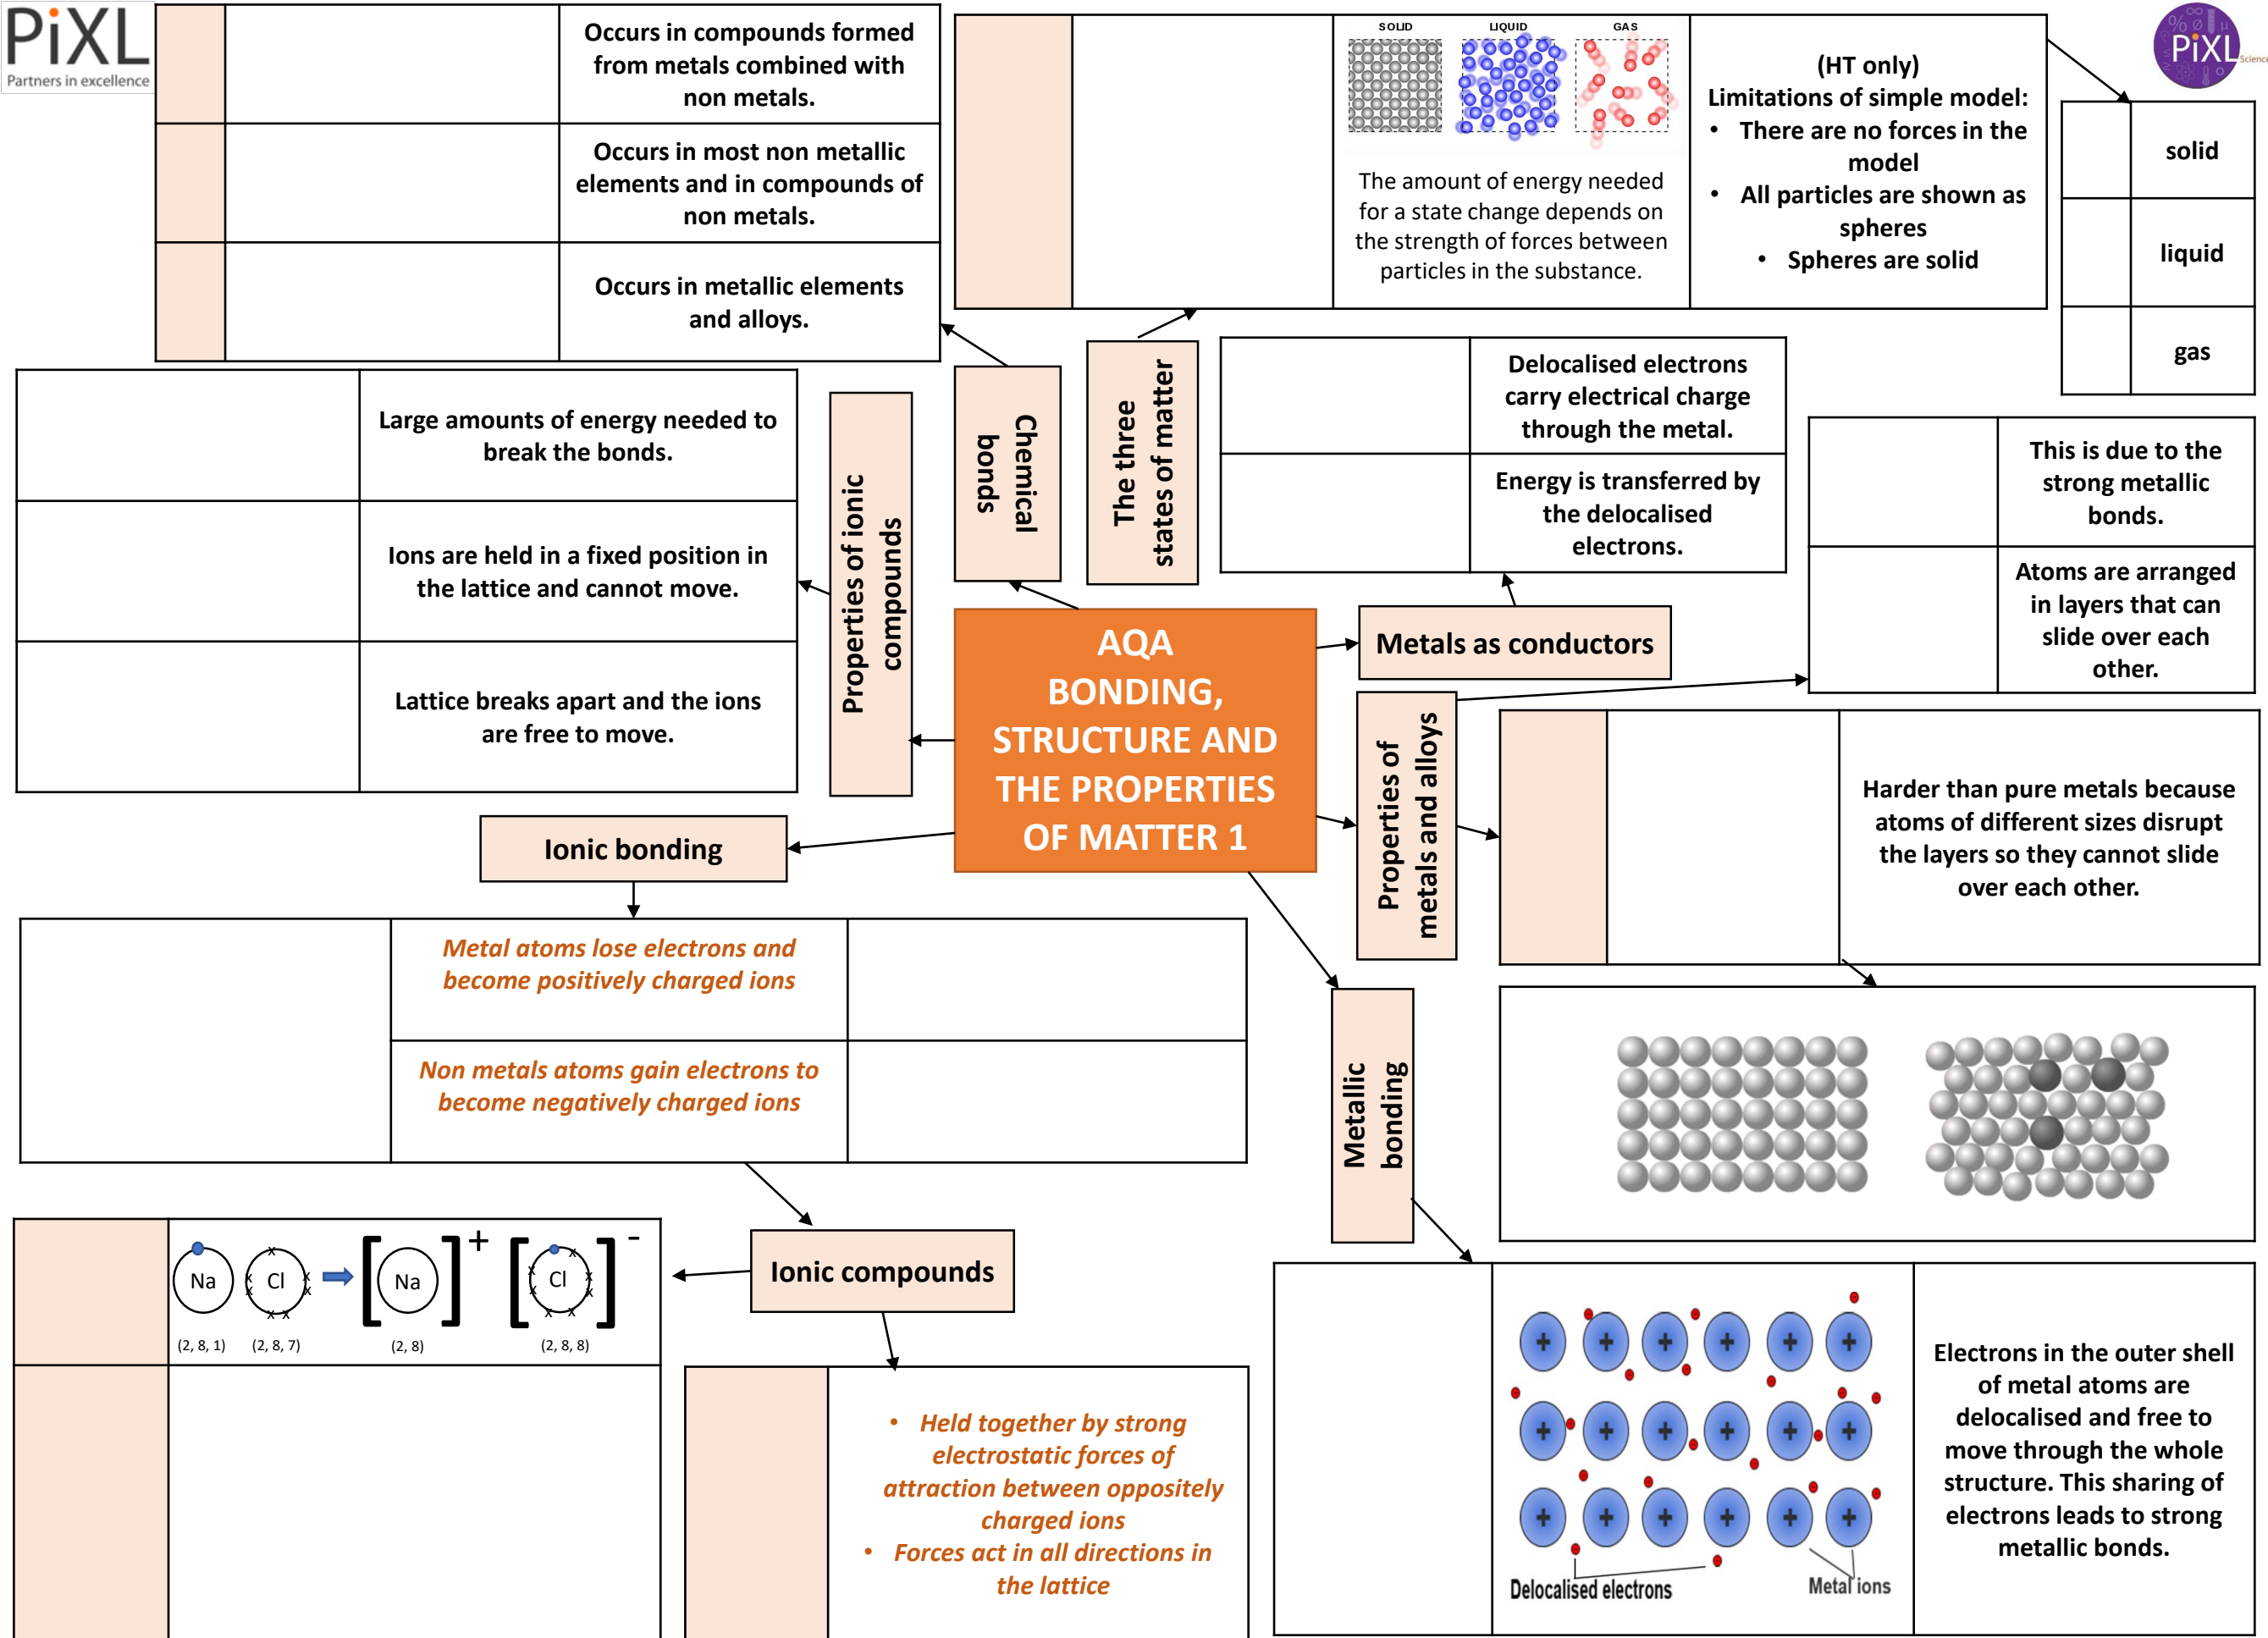 PiXL
Partners in excellence
Occurs in compounds formed
from metals combined with
non metals.
Occurs in most non metallic
elements and in compounds of
non metals.
Occurs in metallic elements
and alloys.
SOLID
LIQUID
GAS
The amount of energy needed
for a state change depends on
the strength of forces between
particles in the substance.
(HT only)
Limitations of simple model:
• There are no forces in the
model
• All particles are shown as
spheres
• Spheres are solid
PiXL
Science
solid
liquid
gas
Large amounts of energy needed to
break the bonds.
Ions are held in a fixed position in
the lattice and cannot move.
Lattice breaks apart and the ions
are free to move.
Properties of ionic
compounds
Chemical
bonds
The three
states of matter
Delocalised electrons
carry electrical charge
through the metal.
Energy is transferred by
the delocalised
electrons.
This is due to the
strong metallic
bonds.
Atoms are arranged
in layers that can
slide over each
other.
AQA
BONDING,
STRUCTURE AND
THE PROPERTIES
OF MATTER 1
Metals as conductors
Properties of
metals and alloys
Harder than pure metals because
atoms of different sizes disrupt
the layers so they cannot slide
over each other.
Ionic bonding
Metal atoms lose electrons and
become positively charged ions
Non metals atoms gain electrons to
become negatively charged ions
Metallic
bonding
Na
Cl
Na
+
Cl
-
(2, 8, 1)
(2, 8, 7)
(2, 8)
(2, 8, 8)
Ionic compounds
• Held together by strong
electrostatic forces of
attraction between oppositely
charged ions
• Forces act in all directions in
the lattice
Delocalised electrons
Metal ions
Electrons in the outer shell
of metal atoms are
delocalised and free to
move through the whole
structure. This sharing of
electrons leads to strong
metallic bonds.